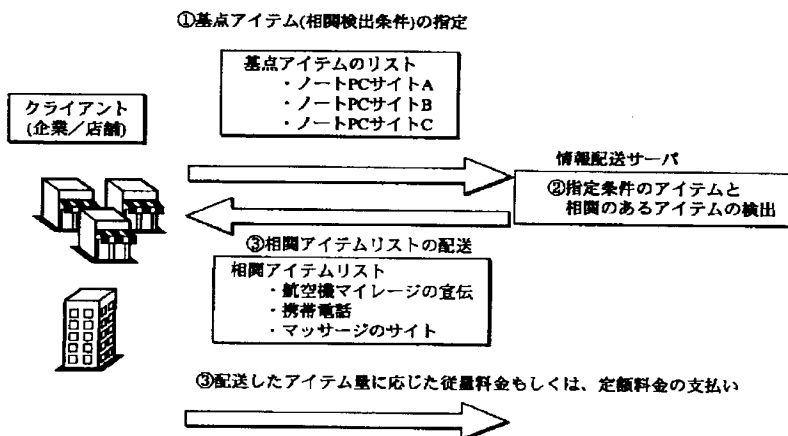 ①基点アイテム(相関検出条件)の指定
基点アイテムのリスト
・ノートPCサイトA
・ノートPCサイトB
・ノートPCサイトC
クライアント
(企業／店舗)
情報配送サーバ
②指定条件のアイテムと
相関のあるアイテムの検出
③相関アイテムリストの配送
相関アイテムリスト
・航空機マイレージの宣伝
・携帯電話
・マッサージのサイト
③配送したアイテム量に応じた従量料金もしくは、定額料金の支払い